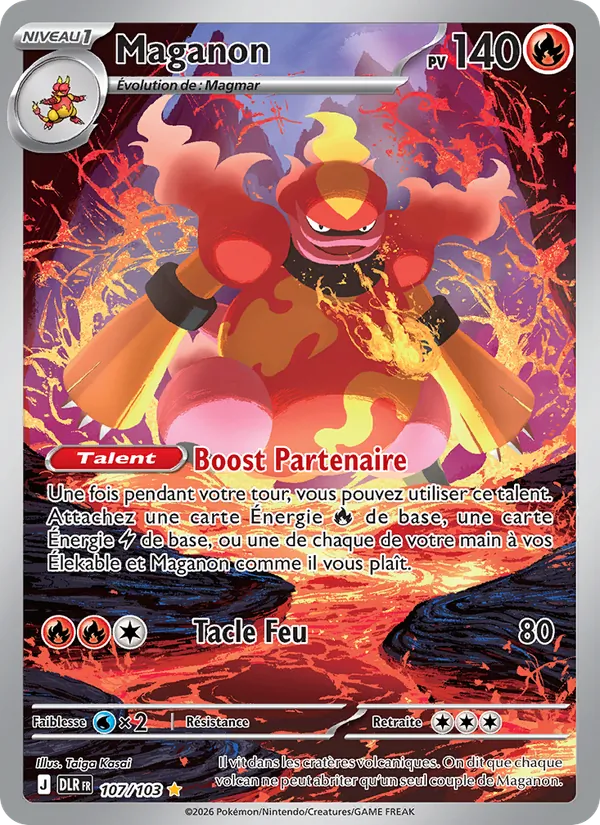 NIVEAU 1
Maganon
PV 140
Évolution de : Magmar
Talent Boost Partenaire
Une fois pendant votre tour, vous pouvez utiliser ce talent.
Attachez une carte Énergie de base, une carte
Énergie de base, ou une de chaque de votre main à vos
Élekable et Maganon comme il vous plaît.
Tacle Feu 80
Faiblesse ×2 Résistance Retraite
Illus. Taiga Kasai
Il vit dans les cratères volcaniques. On dit que chaque
volcan ne peut abriter qu'un seul couple de Maganon.
J DLR FR 107/103
©2026 Pokémon/Nintendo/Creatures/GAME FREAK